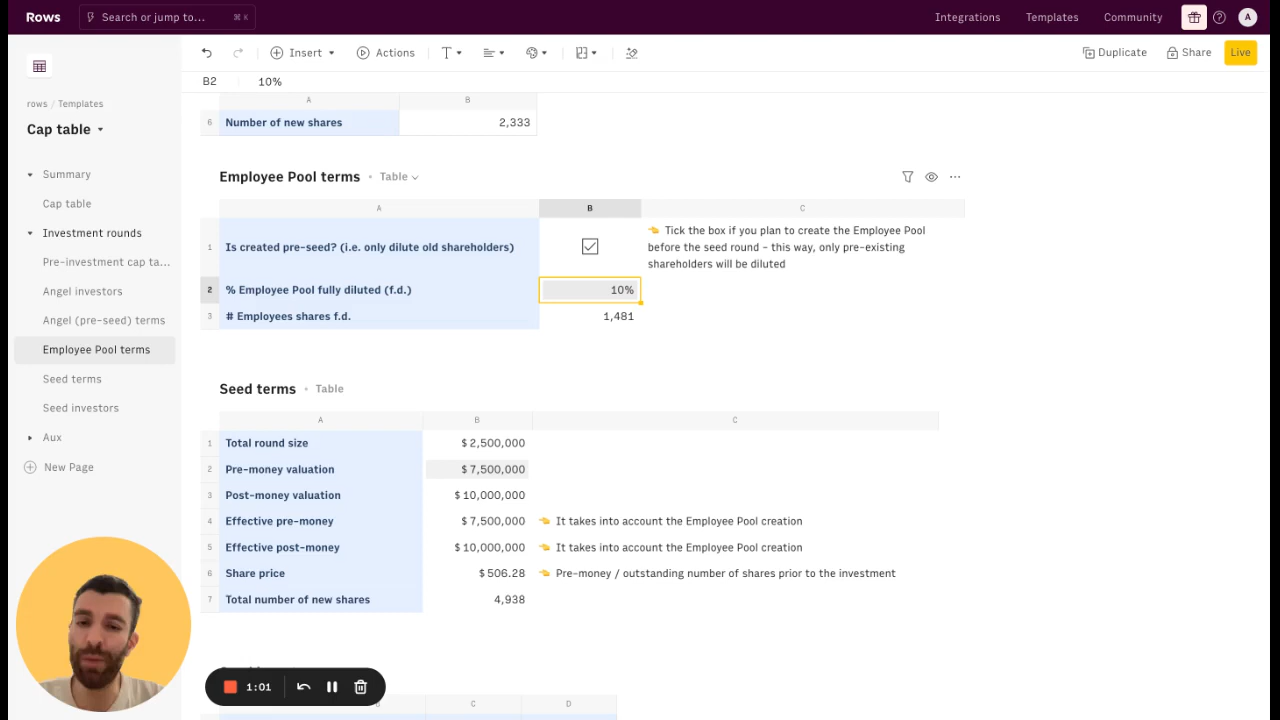 Rows
Search or jump to...
⌘ K
Integrations
Templates
Community
A
Insert
Actions
Duplicate
Share
Live
B2
10%
rows / Templates
Cap table
Summary
Cap table
Investment rounds
Pre-investment cap ta...
Angel investors
Angel (pre-seed) terms
Employee Pool terms
Seed terms
Seed investors
Aux
New Page
A B
6 Number of new shares 2,333
Employee Pool terms • Table
A B C
1 Is created pre-seed? (i.e. only dilute old shareholders)
Tick the box if you plan to create the Employee Pool
before the seed round - this way, only pre-existing
shareholders will be diluted
2 % Employee Pool fully diluted (f.d.) 10%
3 # Employees shares f.d. 1,481
Seed terms • Table
A B C
1 Total round size $ 2,500,000
2 Pre-money valuation $ 7,500,000
3 Post-money valuation $ 10,000,000
4 Effective pre-money $ 7,500,000 It takes into account the Employee Pool creation
5 Effective post-money $ 10,000,000 It takes into account the Employee Pool creation
6 Share price $ 506.28 Pre-money / outstanding number of shares prior to the investment
7 Total number of new shares 4,938
1:01
C D